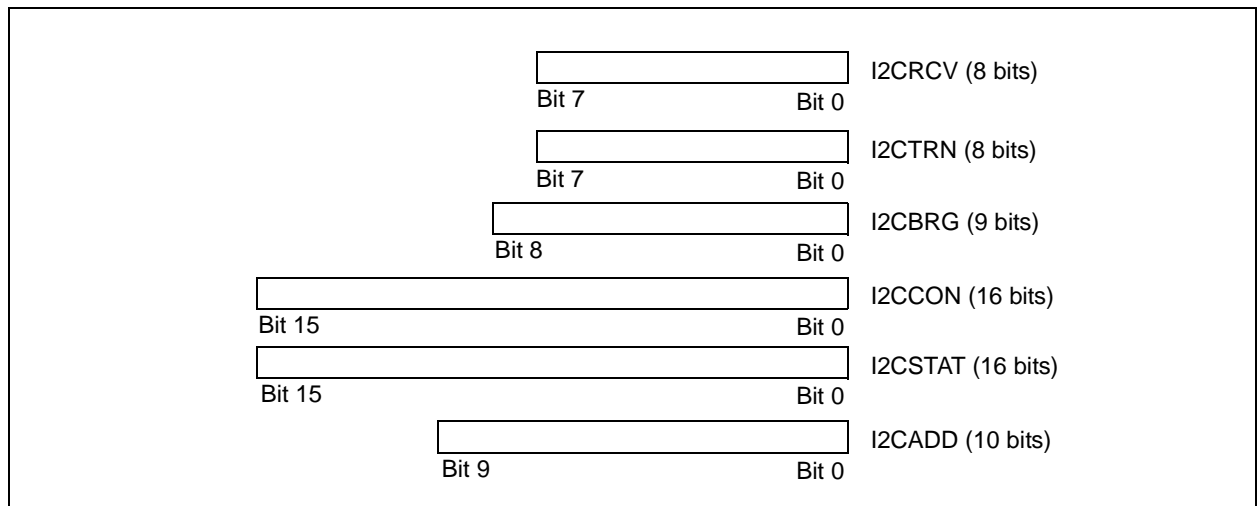 I2CRCV (8 bits)
Bit 7 Bit 0
I2CTRN (8 bits)
Bit 7 Bit 0
I2CBRG (9 bits)
Bit 8 Bit 0
I2CCON (16 bits)
Bit 15 Bit 0
I2CSTAT (16 bits)
Bit 15 Bit 0
I2CADD (10 bits)
Bit 9 Bit 0